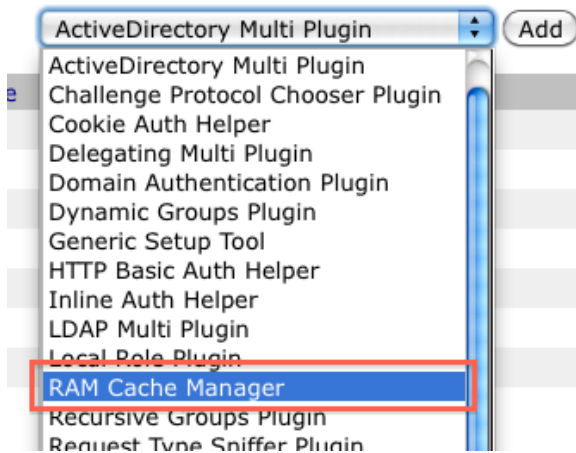 ActiveDirectory Multi Plugin Add
ActiveDirectory Multi Plugin
e Challenge Protocol Chooser Plugin
Cookie Auth Helper
Delegating Multi Plugin
Domain Authentication Plugin
Dynamic Groups Plugin
Generic Setup Tool
HTTP Basic Auth Helper
Inline Auth Helper
LDAP Multi Plugin
Local Role Plugin
RAM Cache Manager
Recursive Groups Plugin
Request Type Sniffer Plugin